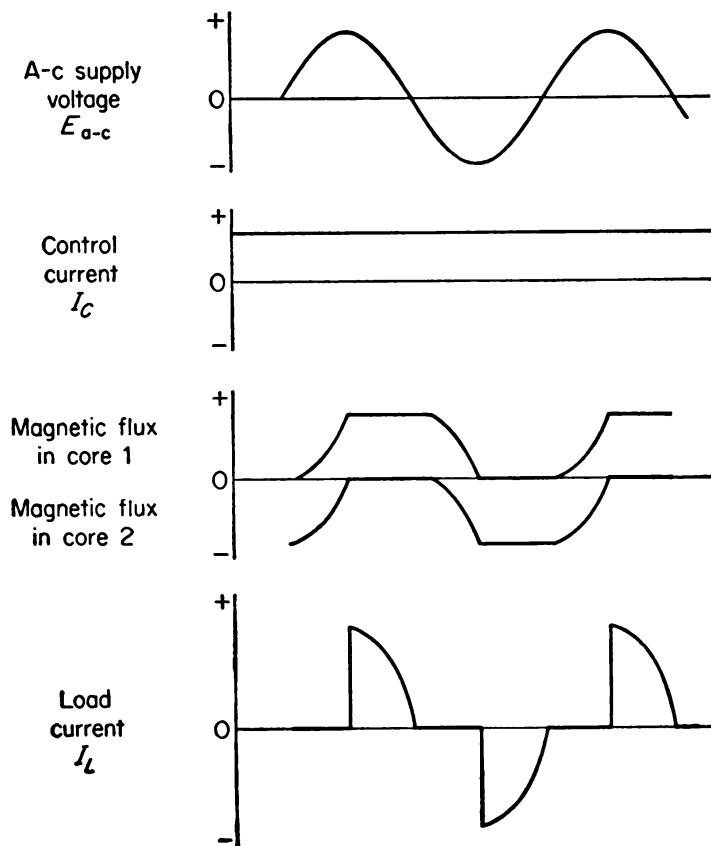 +
A-c supply
voltage
E a-c
0
−
+
Control
current
I C
0
−
+
Magnetic flux
in core 1
0
Magnetic flux
in core 2
−
+
Load
current
I L
0
−